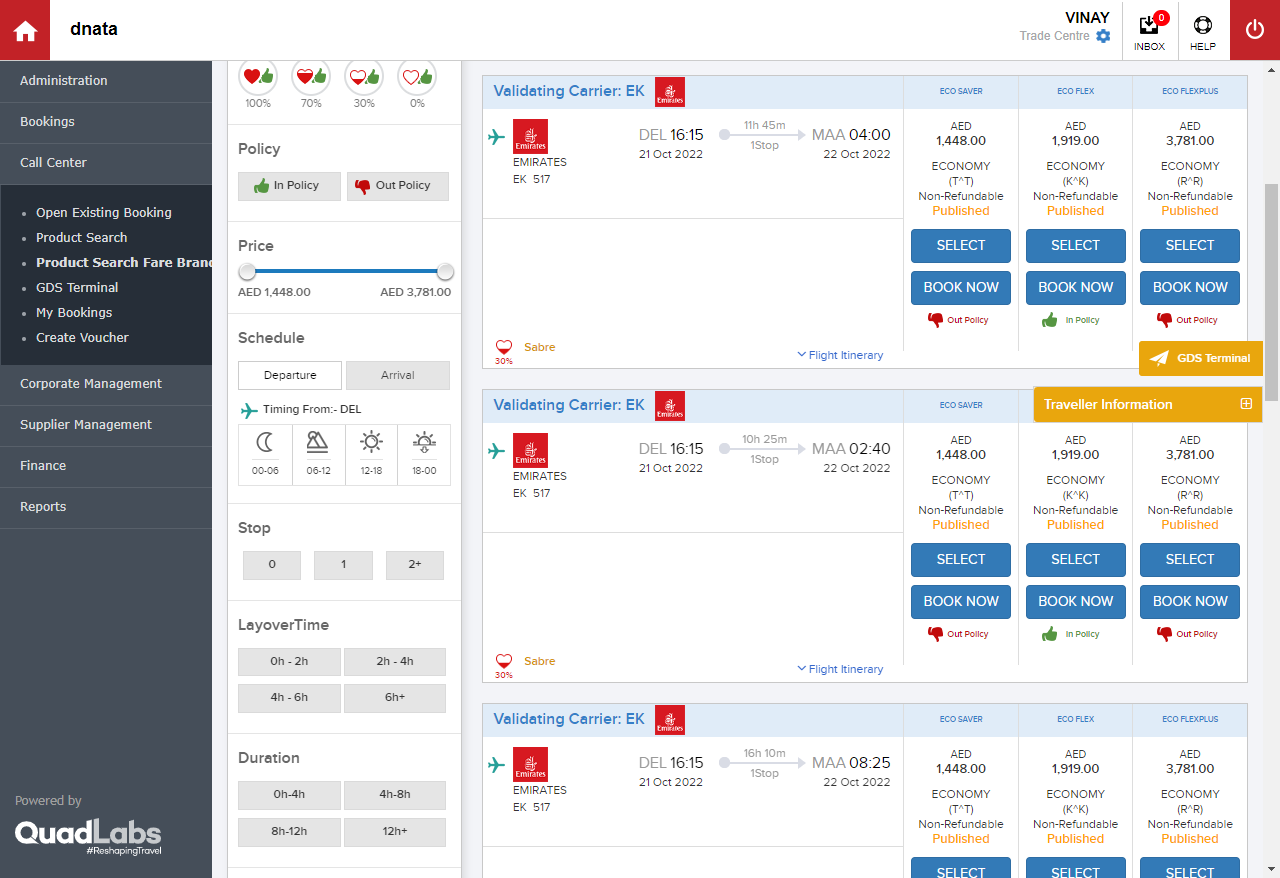 dnata
VINAY
Trade Centre
0
INBOX
HELP
Administration
Bookings
Call Center
Open Existing Booking
Product Search
Product Search Fare Brand
GDS Terminal
My Bookings
Create Voucher
Corporate Management
Supplier Management
Finance
Reports
Powered by
QuadLabs
#ReshapingTravel
100% 70% 30% 0%
Policy
In Policy Out Policy
Price
AED 1,448.00 AED 3,781.00
Schedule
Departure Arrival
Timing From:- DEL
00-06 06-12 12-18 18-00
Stop
0 1 2+
LayoverTime
0h - 2h 2h - 4h
4h - 6h 6h+
Duration
0h-4h 4h-8h
8h-12h 12h+
Validating Carrier: EK Emirates ECO SAVER ECO FLEX ECO FLEXPLUS
Emirates
EMIRATES
EK 517
DEL 16:15 11h 45m MAA 04:00
21 Oct 2022 1Stop 22 Oct 2022
AED AED AED
1,448.00 1,919.00 3,781.00
ECONOMY ECONOMY ECONOMY
(T^T) (K^K) (R^R)
Non-Refundable Non-Refundable Non-Refundable
Published Published Published
SELECT SELECT SELECT
BOOK NOW BOOK NOW BOOK NOW
Out Policy In Policy Out Policy
30% Sabre Flight Itinerary
GDS Terminal
Traveller Information
Validating Carrier: EK Emirates ECO SAVER
Emirates
EMIRATES
EK 517
DEL 16:15 10h 25m MAA 02:40
21 Oct 2022 1Stop 22 Oct 2022
AED AED AED
1,448.00 1,919.00 3,781.00
ECONOMY ECONOMY ECONOMY
(T^T) (K^K) (R^R)
Non-Refundable Non-Refundable Non-Refundable
Published Published Published
SELECT SELECT SELECT
BOOK NOW BOOK NOW BOOK NOW
Out Policy In Policy Out Policy
30% Sabre Flight Itinerary
Validating Carrier: EK Emirates ECO SAVER ECO FLEX ECO FLEXPLUS
Emirates
EMIRATES
EK 517
DEL 16:15 16h 10m MAA 08:25
21 Oct 2022 1Stop 22 Oct 2022
AED AED AED
1,448.00 1,919.00 3,781.00
ECONOMY ECONOMY ECONOMY
(T^T) (K^K) (R^R)
Non-Refundable Non-Refundable Non-Refundable
Published Published Published
SELECT SELECT SELECT